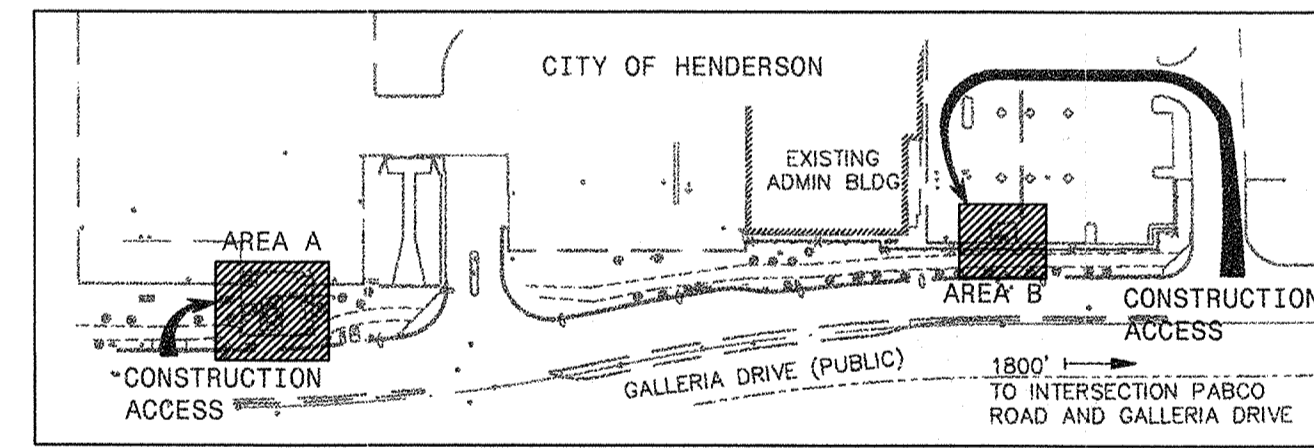 CITY OF HENDERSON
EXISTING
ADMIN BLDG
AREA A
AREA B
CONSTRUCTION
ACCESS
CONSTRUCTION
ACCESS
GALLERIA DRIVE (PUBLIC)
1800'
TO INTERSECTION PABCO
ROAD AND GALLERIA DRIVE